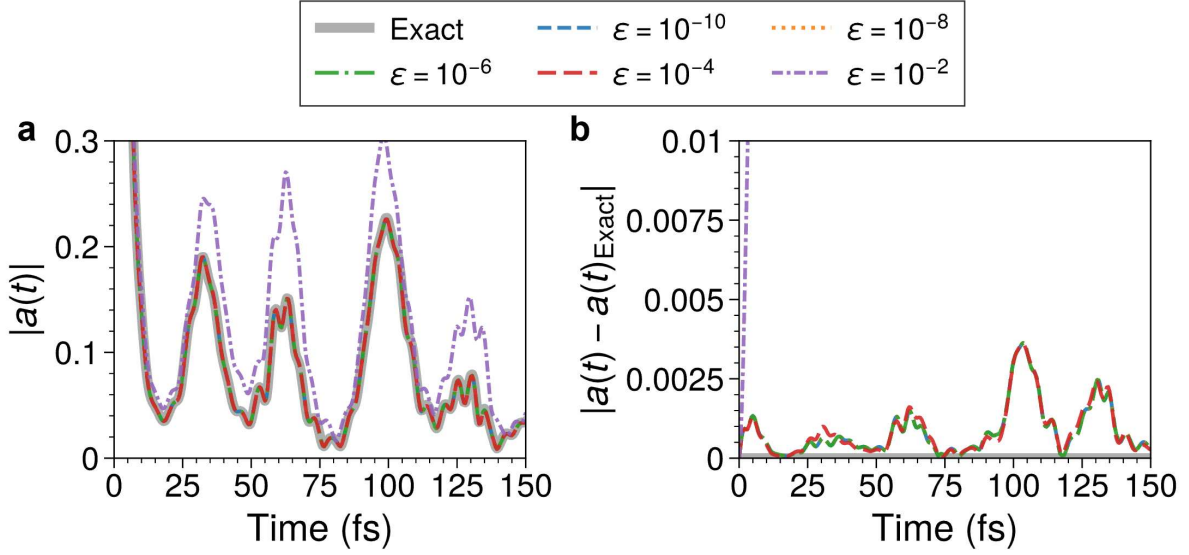 Exact
ε = 10⁻¹⁰
ε = 10⁻⁸
ε = 10⁻⁶
ε = 10⁻⁴
ε = 10⁻²
a
b
|a(t)|
0.3
0.2
0.1
0
0 25 50 75 100 125 150
Time (fs)
|a(t) − a(t)Exact|
0.01
0.0075
0.005
0.0025
0
0 25 50 75 100 125 150
Time (fs)